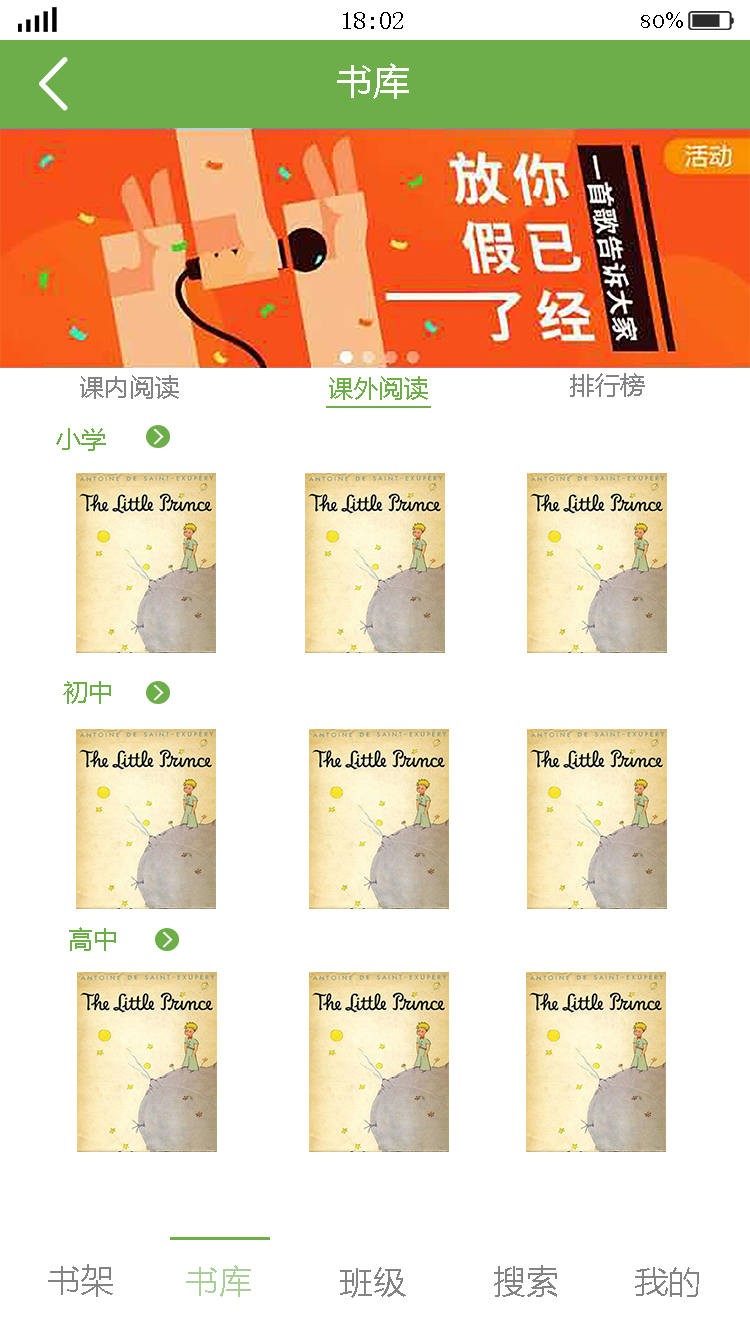 18:02
80%
书库
活动
放你
假已
一了经
一首歌告诉大家
课内阅读
课外阅读
排行榜
小学
ANTOINE DE SAINT-EXUPÉRY
The Little Prince
ANTOINE DE SAINT-EXUPÉRY
The Little Prince
ANTOINE DE SAINT-EXUPÉRY
The Little Prince
初中
ANTOINE DE SAINT-EXUPÉRY
The Little Prince
ANTOINE DE SAINT-EXUPÉRY
The Little Prince
ANTOINE DE SAINT-EXUPÉRY
The Little Prince
高中
ANTOINE DE SAINT-EXUPÉRY
The Little Prince
ANTOINE DE SAINT-EXUPÉRY
The Little Prince
ANTOINE DE SAINT-EXUPÉRY
The Little Prince
书架
书库
班级
搜索
我的